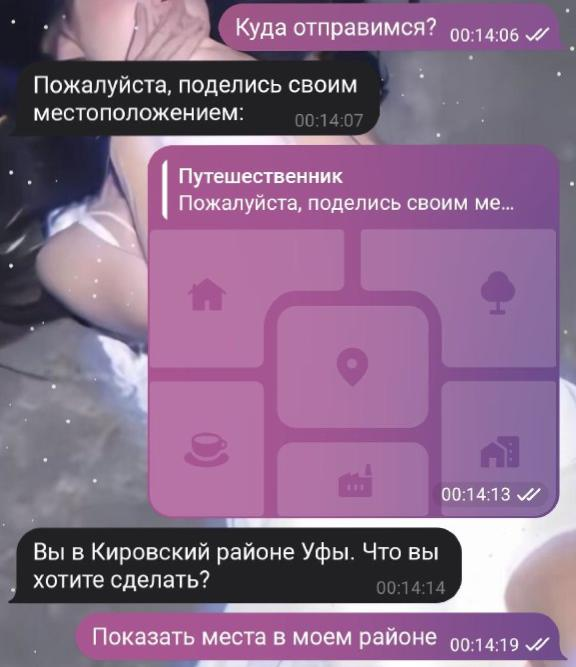 Куда отправимся? 00:14:06
Пожалуйста, поделись своим
местоположением: 00:14:07
Путешественник
Пожалуйста, поделись своим ме...
00:14:13
Вы в Кировский районе Уфы. Что вы
хотите сделать? 00:14:14
Показать места в моем районе 00:14:19